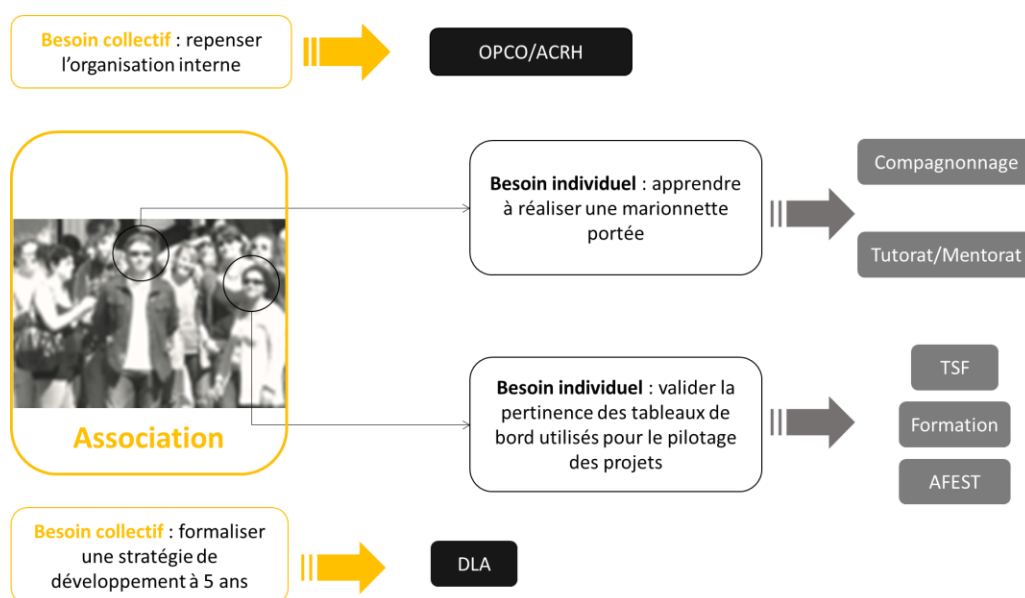 Besoin collectif : repenser
l’organisation interne
OPCO/ACRH
Besoin individuel : apprendre
à réaliser une marionnette
portée
Compagnonnage
Tutorat/Mentorat
Association
Besoin individuel : valider la
pertinence des tableaux de
bord utilisés pour le pilotage
des projets
TSF
Formation
AFEST
Besoin collectif : formaliser
une stratégie de
développement à 5 ans
DLA